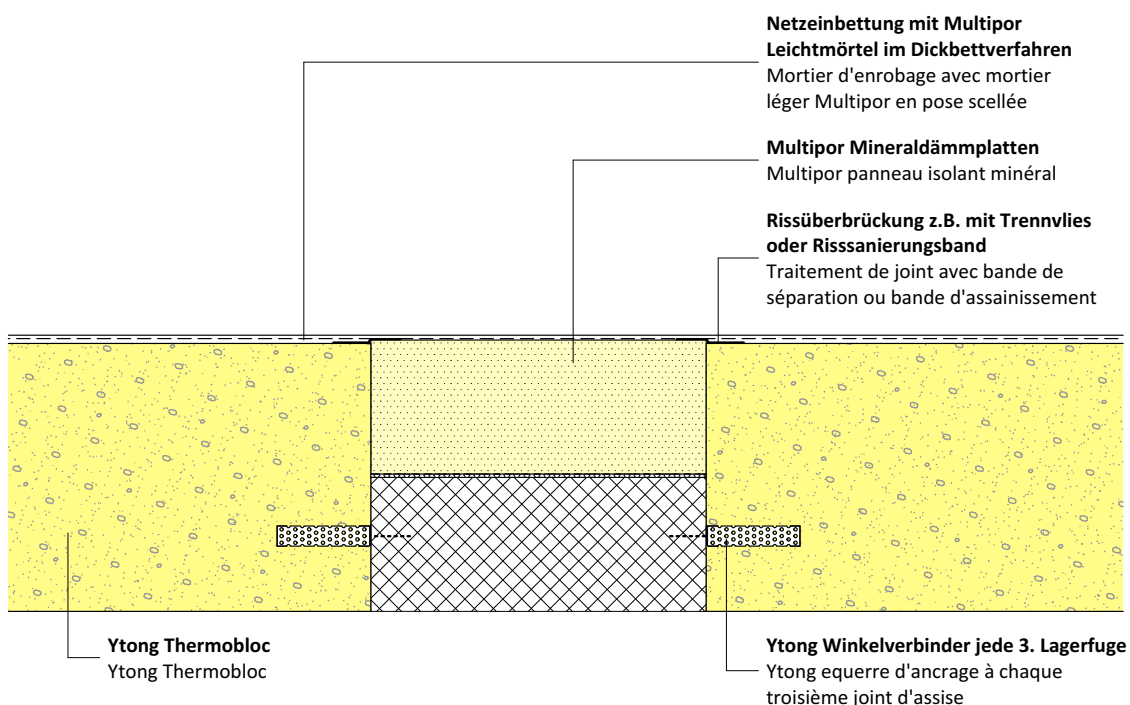 Netzeinbettung mit Multipor
Leichtmörtel im Dickbettverfahren
Mortier d'enrobage avec mortier
léger Multipor en pose scellée
Multipor Mineraldämmplatten
Multipor panneau isolant minéral
Rissüberbrückung z.B. mit Trennvlies
oder Risssanierungsband
Traitement de joint avec bande de
séparation ou bande d'assainissement
Ytong Thermobloc
Ytong Thermobloc
Ytong Winkelverbinder jede 3. Lagerfuge
Ytong equerre d'ancrage à chaque
troisième joint d'assise